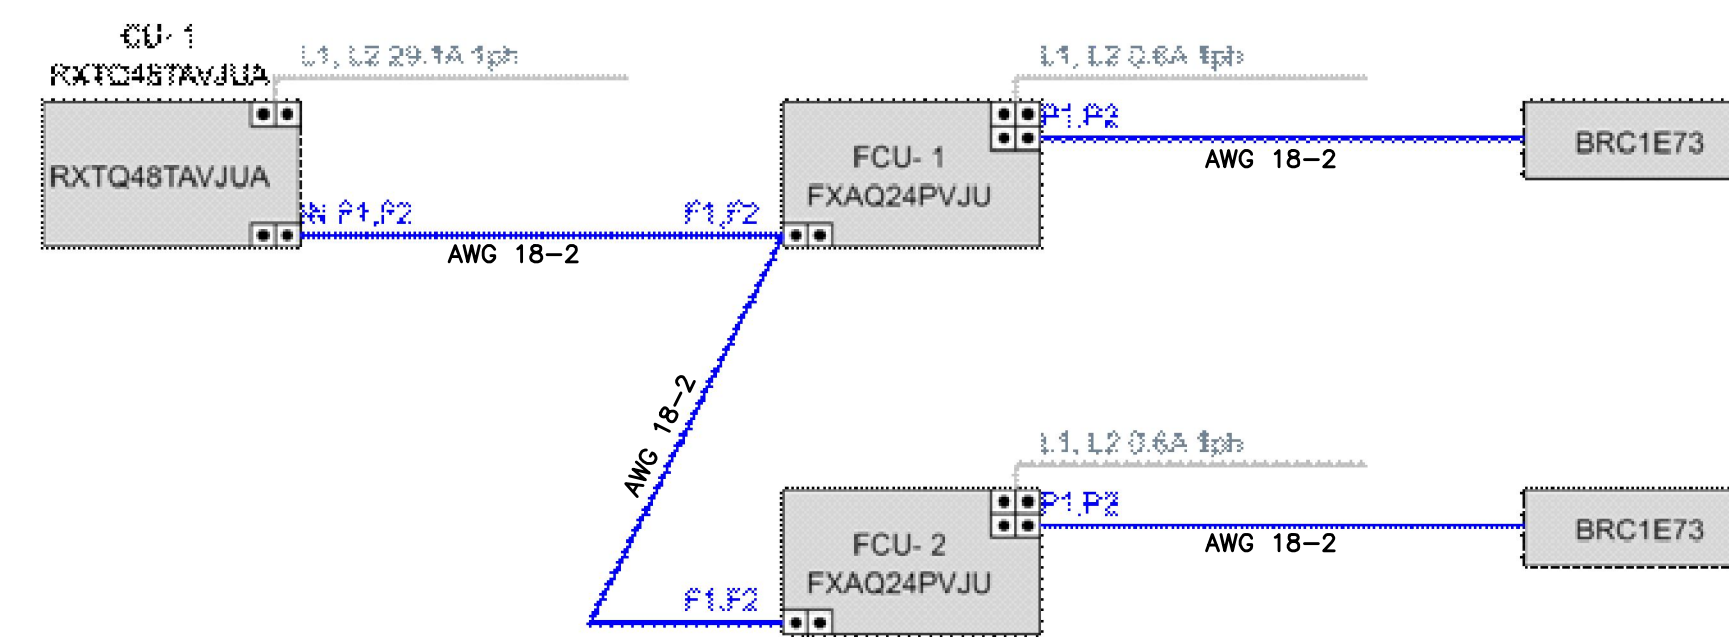 CU- 1
RXTQ48TAVJUA
L1, L2 29.1A 1ph
RXTQ48TAVJUA
IN F1,F2
AWG 18-2
F1,F2
L1, L2 0.6A 1ph
FCU- 1
FXAQ24PVJU
P1,P2
AWG 18-2
BRC1E73
AWG 18-2
L1, L2 0.6A 1ph
FCU- 2
FXAQ24PVJU
F1,F2
P1,P2
AWG 18-2
BRC1E73